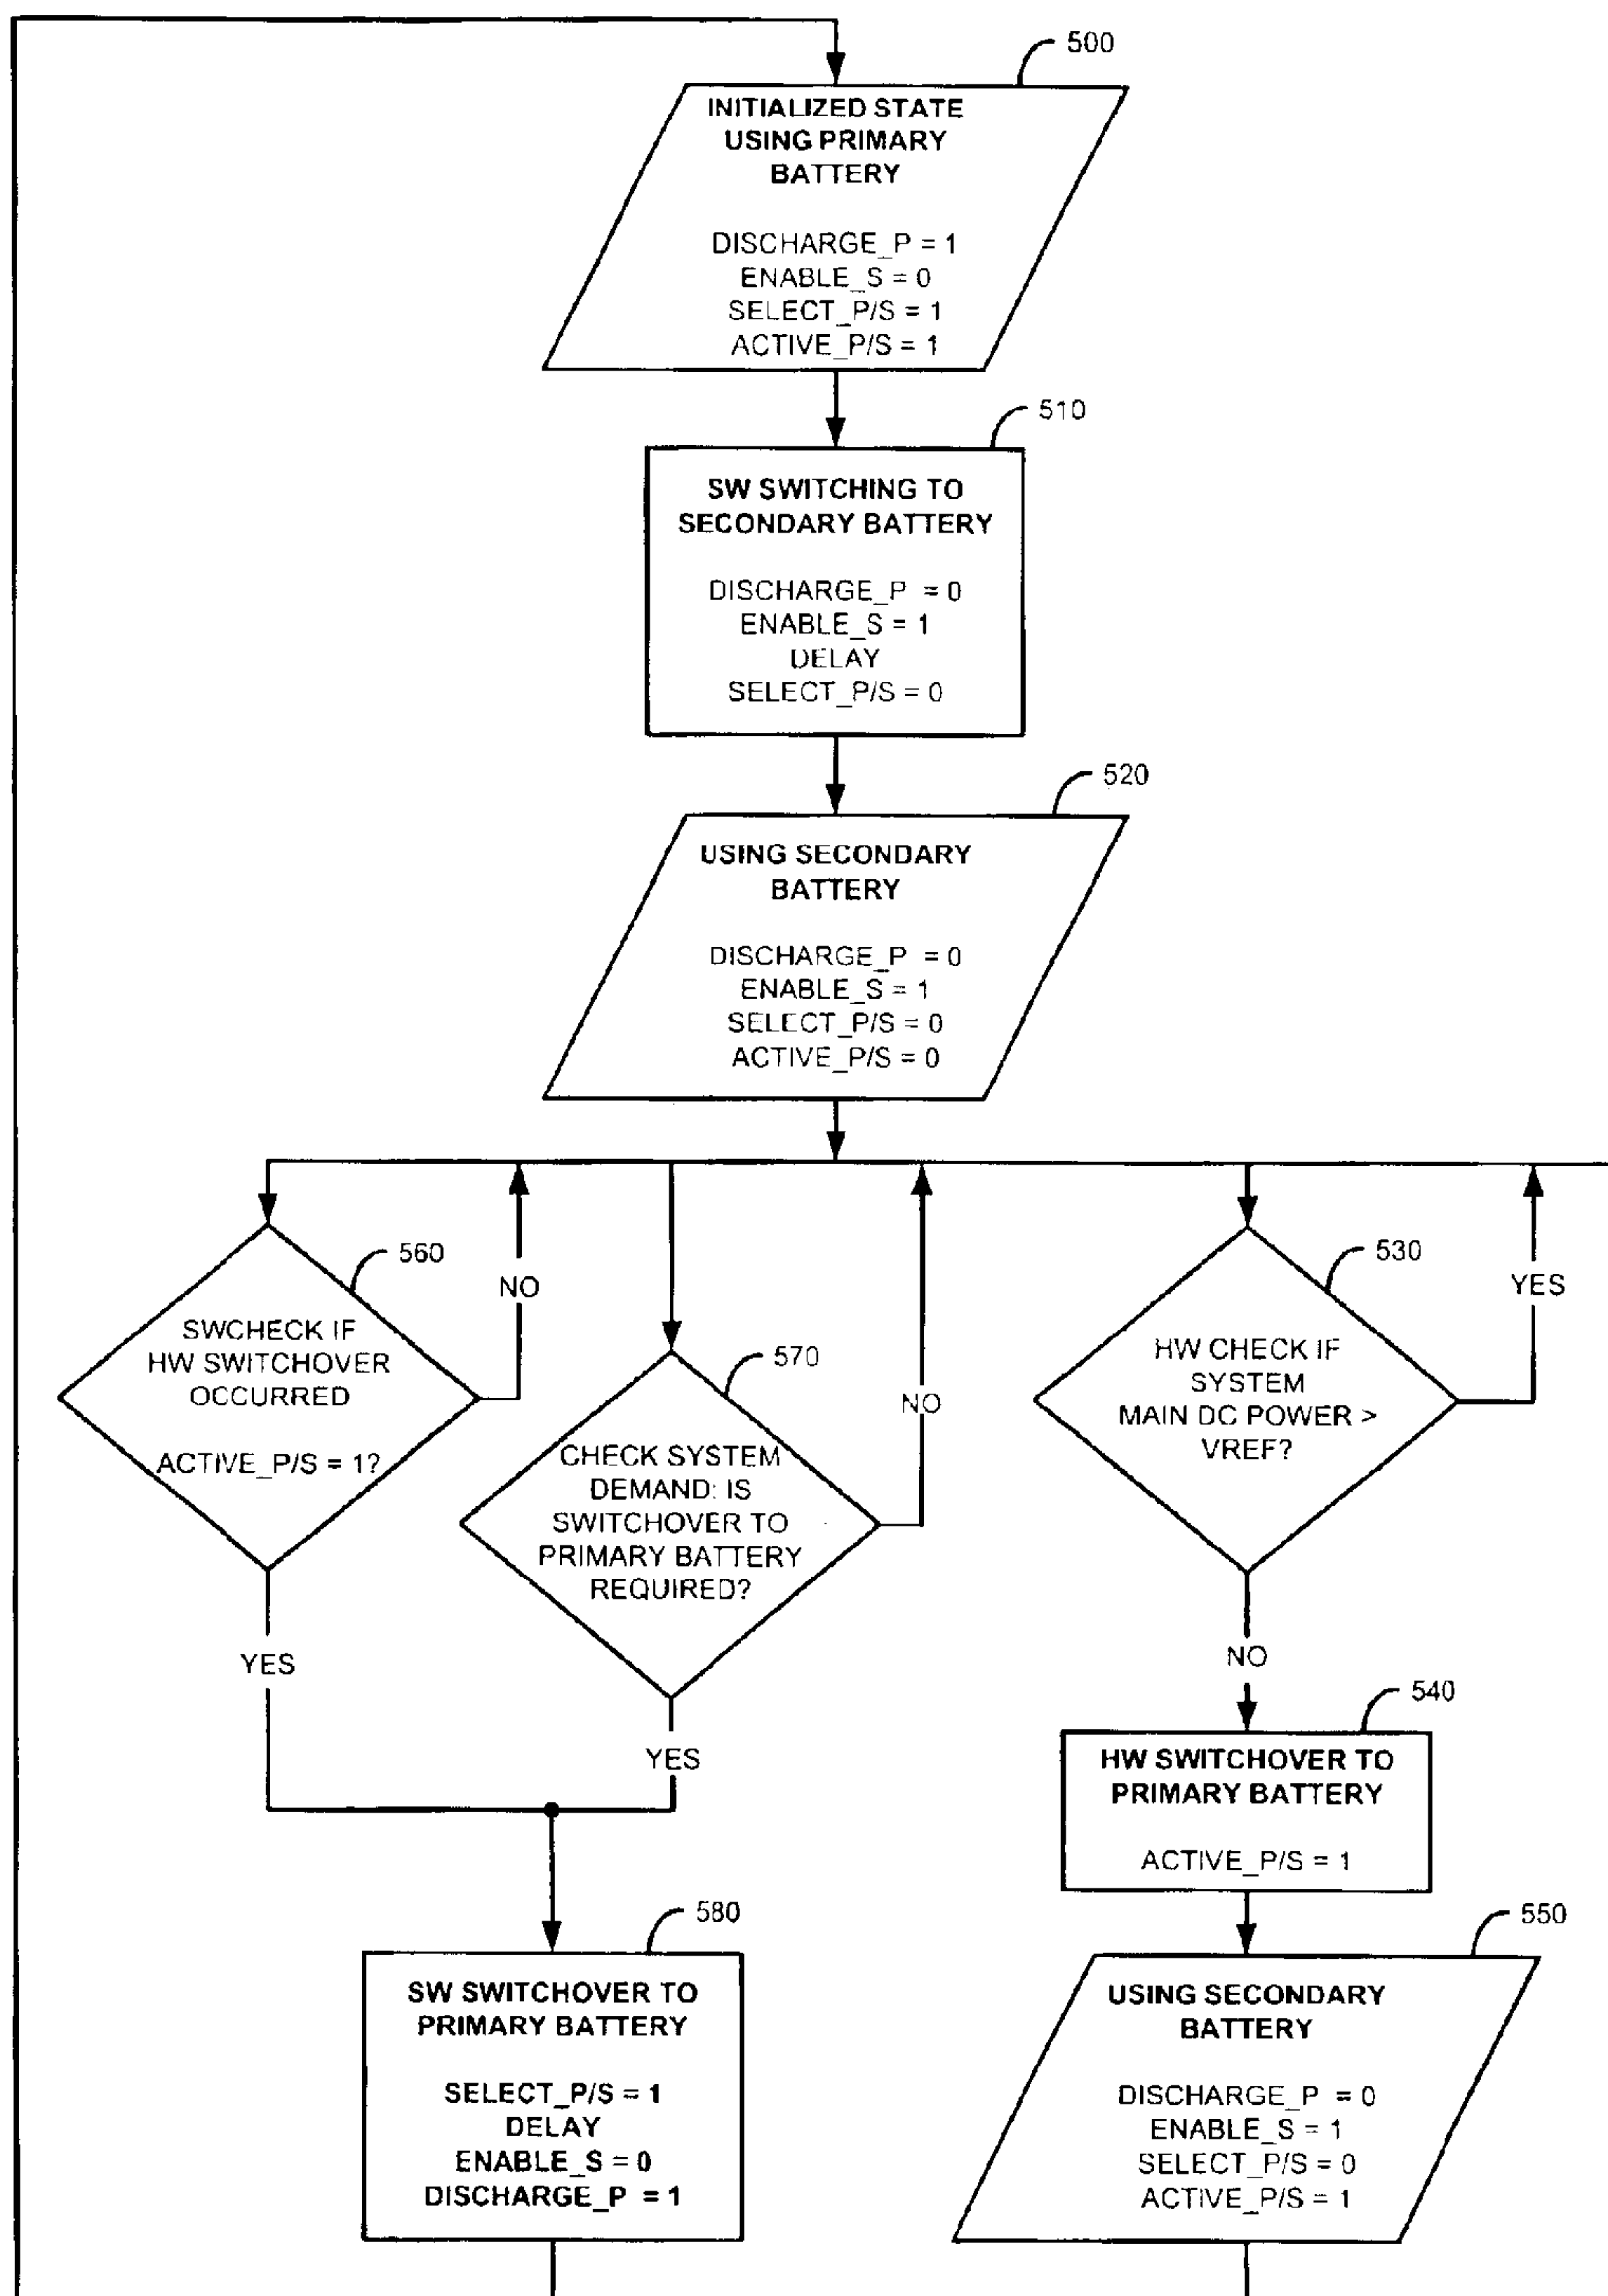 500
INITIALIZED STATE
USING PRIMARY
BATTERY
DISCHARGE_P = 1
ENABLE_S = 0
SELECT_P/S = 1
ACTIVE_P/S = 1
510
SW SWITCHING TO
SECONDARY BATTERY
DISCHARGE_P = 0
ENABLE_S = 1
DELAY
SELECT_P/S = 0
520
USING SECONDARY
BATTERY
DISCHARGE_P = 0
ENABLE_S = 1
SELECT_P/S = 0
ACTIVE_P/S = 0
560
SWCHECK IF
HW SWITCHOVER
OCCURRED
ACTIVE_P/S = 1?
NO
YES
570
CHECK SYSTEM
DEMAND: IS
SWITCHOVER TO
PRIMARY BATTERY
REQUIRED?
NO
YES
530
HW CHECK IF
SYSTEM
MAIN DC POWER >
VREF?
YES
NO
540
HW SWITCHOVER TO
PRIMARY BATTERY
ACTIVE_P/S = 1
580
SW SWITCHOVER TO
PRIMARY BATTERY
SELECT_P/S = 1
DELAY
ENABLE_S = 0
DISCHARGE_P = 1
550
USING SECONDARY
BATTERY
DISCHARGE_P = 0
ENABLE_S = 1
SELECT_P/S = 0
ACTIVE_P/S = 1